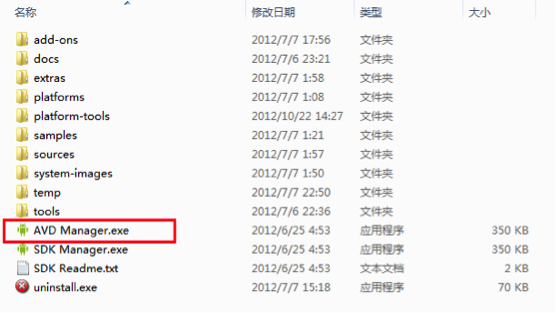 名称 修改日期 类型 大小
add-ons 2012/7/7 17:56 文件夹
docs 2012/7/6 23:21 文件夹
extras 2012/7/7 1:58 文件夹
platforms 2012/7/7 1:08 文件夹
platform-tools 2012/10/22 14:27 文件夹
samples 2012/7/7 1:21 文件夹
sources 2012/7/7 1:57 文件夹
system-images 2012/7/7 1:50 文件夹
temp 2012/7/7 22:50 文件夹
tools 2012/7/6 22:36 文件夹
AVD Manager.exe 2012/6/25 4:53 应用程序 350 KB
SDK Manager.exe 2012/6/25 4:53 应用程序 350 KB
SDK Readme.txt 2012/6/25 4:53 文本文档 2 KB
uninstall.exe 2012/7/7 15:18 应用程序 70 KB